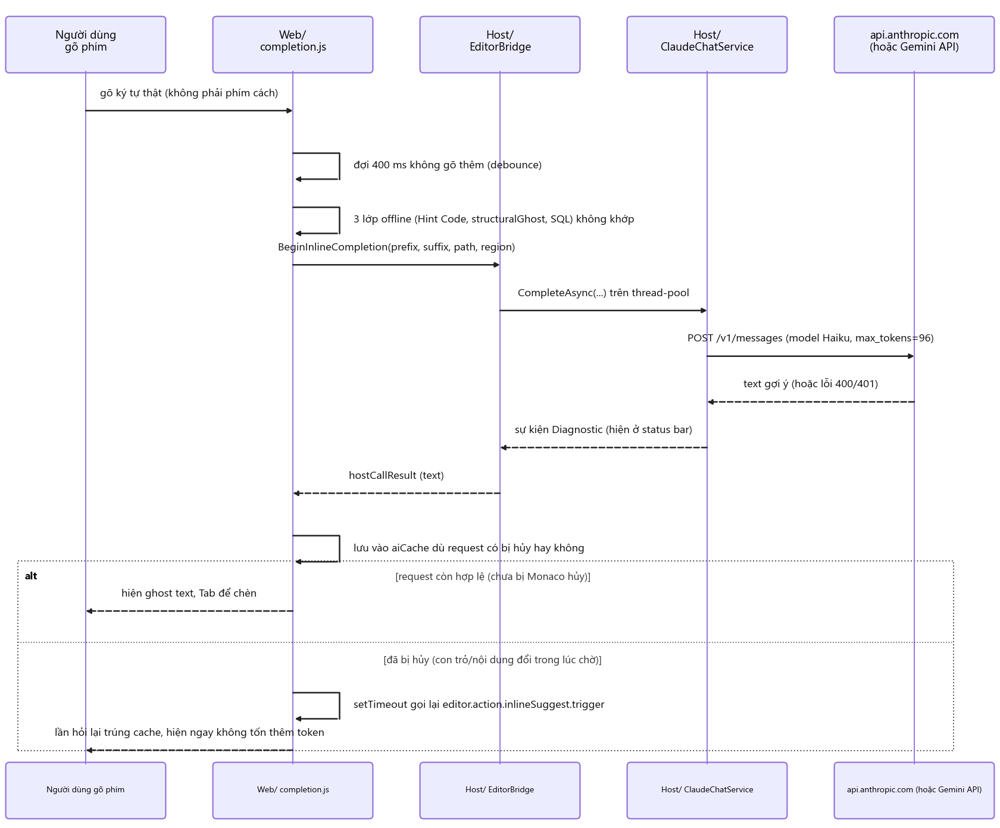 Người dùng
gõ phím
Web/
completion.js
Host/
EditorBridge
Host/
ClaudeChatService
api.anthropic.com
(hoặc Gemini API)
gõ ký tự thật (không phải phím cách)
đợi 400 ms không gõ thêm (debounce)
3 lớp offline (Hint Code, structuralGhost, SQL) không khớp
BeginInlineCompletion(prefix, suffix, path, region)
CompleteAsync(...) trên thread-pool
POST /v1/messages (model Haiku, max_tokens=96)
text gợi ý (hoặc lỗi 400/401)
sự kiện Diagnostic (hiện ở status bar)
hostCallResult (text)
lưu vào aiCache dù request có bị hủy hay không
alt
[request còn hợp lệ (chưa bị Monaco hủy)]
hiện ghost text, Tab để chèn
[đã bị hủy (con trỏ/nội dung đổi trong lúc chờ)]
setTimeout gọi lại editor.action.inlineSuggest.trigger
lần hỏi lại trúng cache, hiện ngay không tốn thêm token
Người dùng gõ phím
Web/ completion.js
Host/ EditorBridge
Host/ ClaudeChatService
api.anthropic.com (hoặc Gemini API)